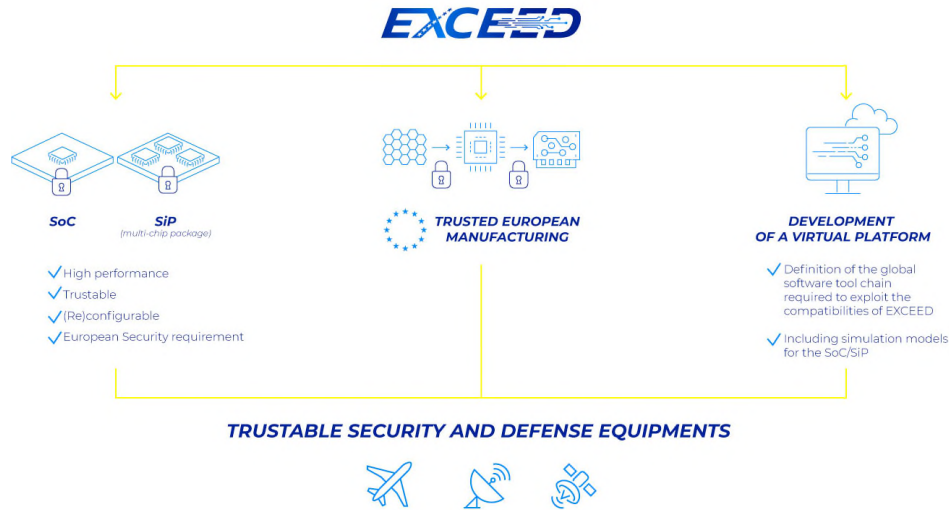 EXCEED
SoC
SiP
(multi-chip package)
High performance
Trustable
(Re)configurable
European Security requirement
TRUSTED EUROPEAN
MANUFACTURING
DEVELOPMENT
OF A VIRTUAL PLATFORM
Definition of the global
software tool chain
required to exploit the
compatibilities of EXCEED
Including simulation models
for the SoC/SiP
TRUSTABLE SECURITY AND DEFENSE EQUIPMENTS